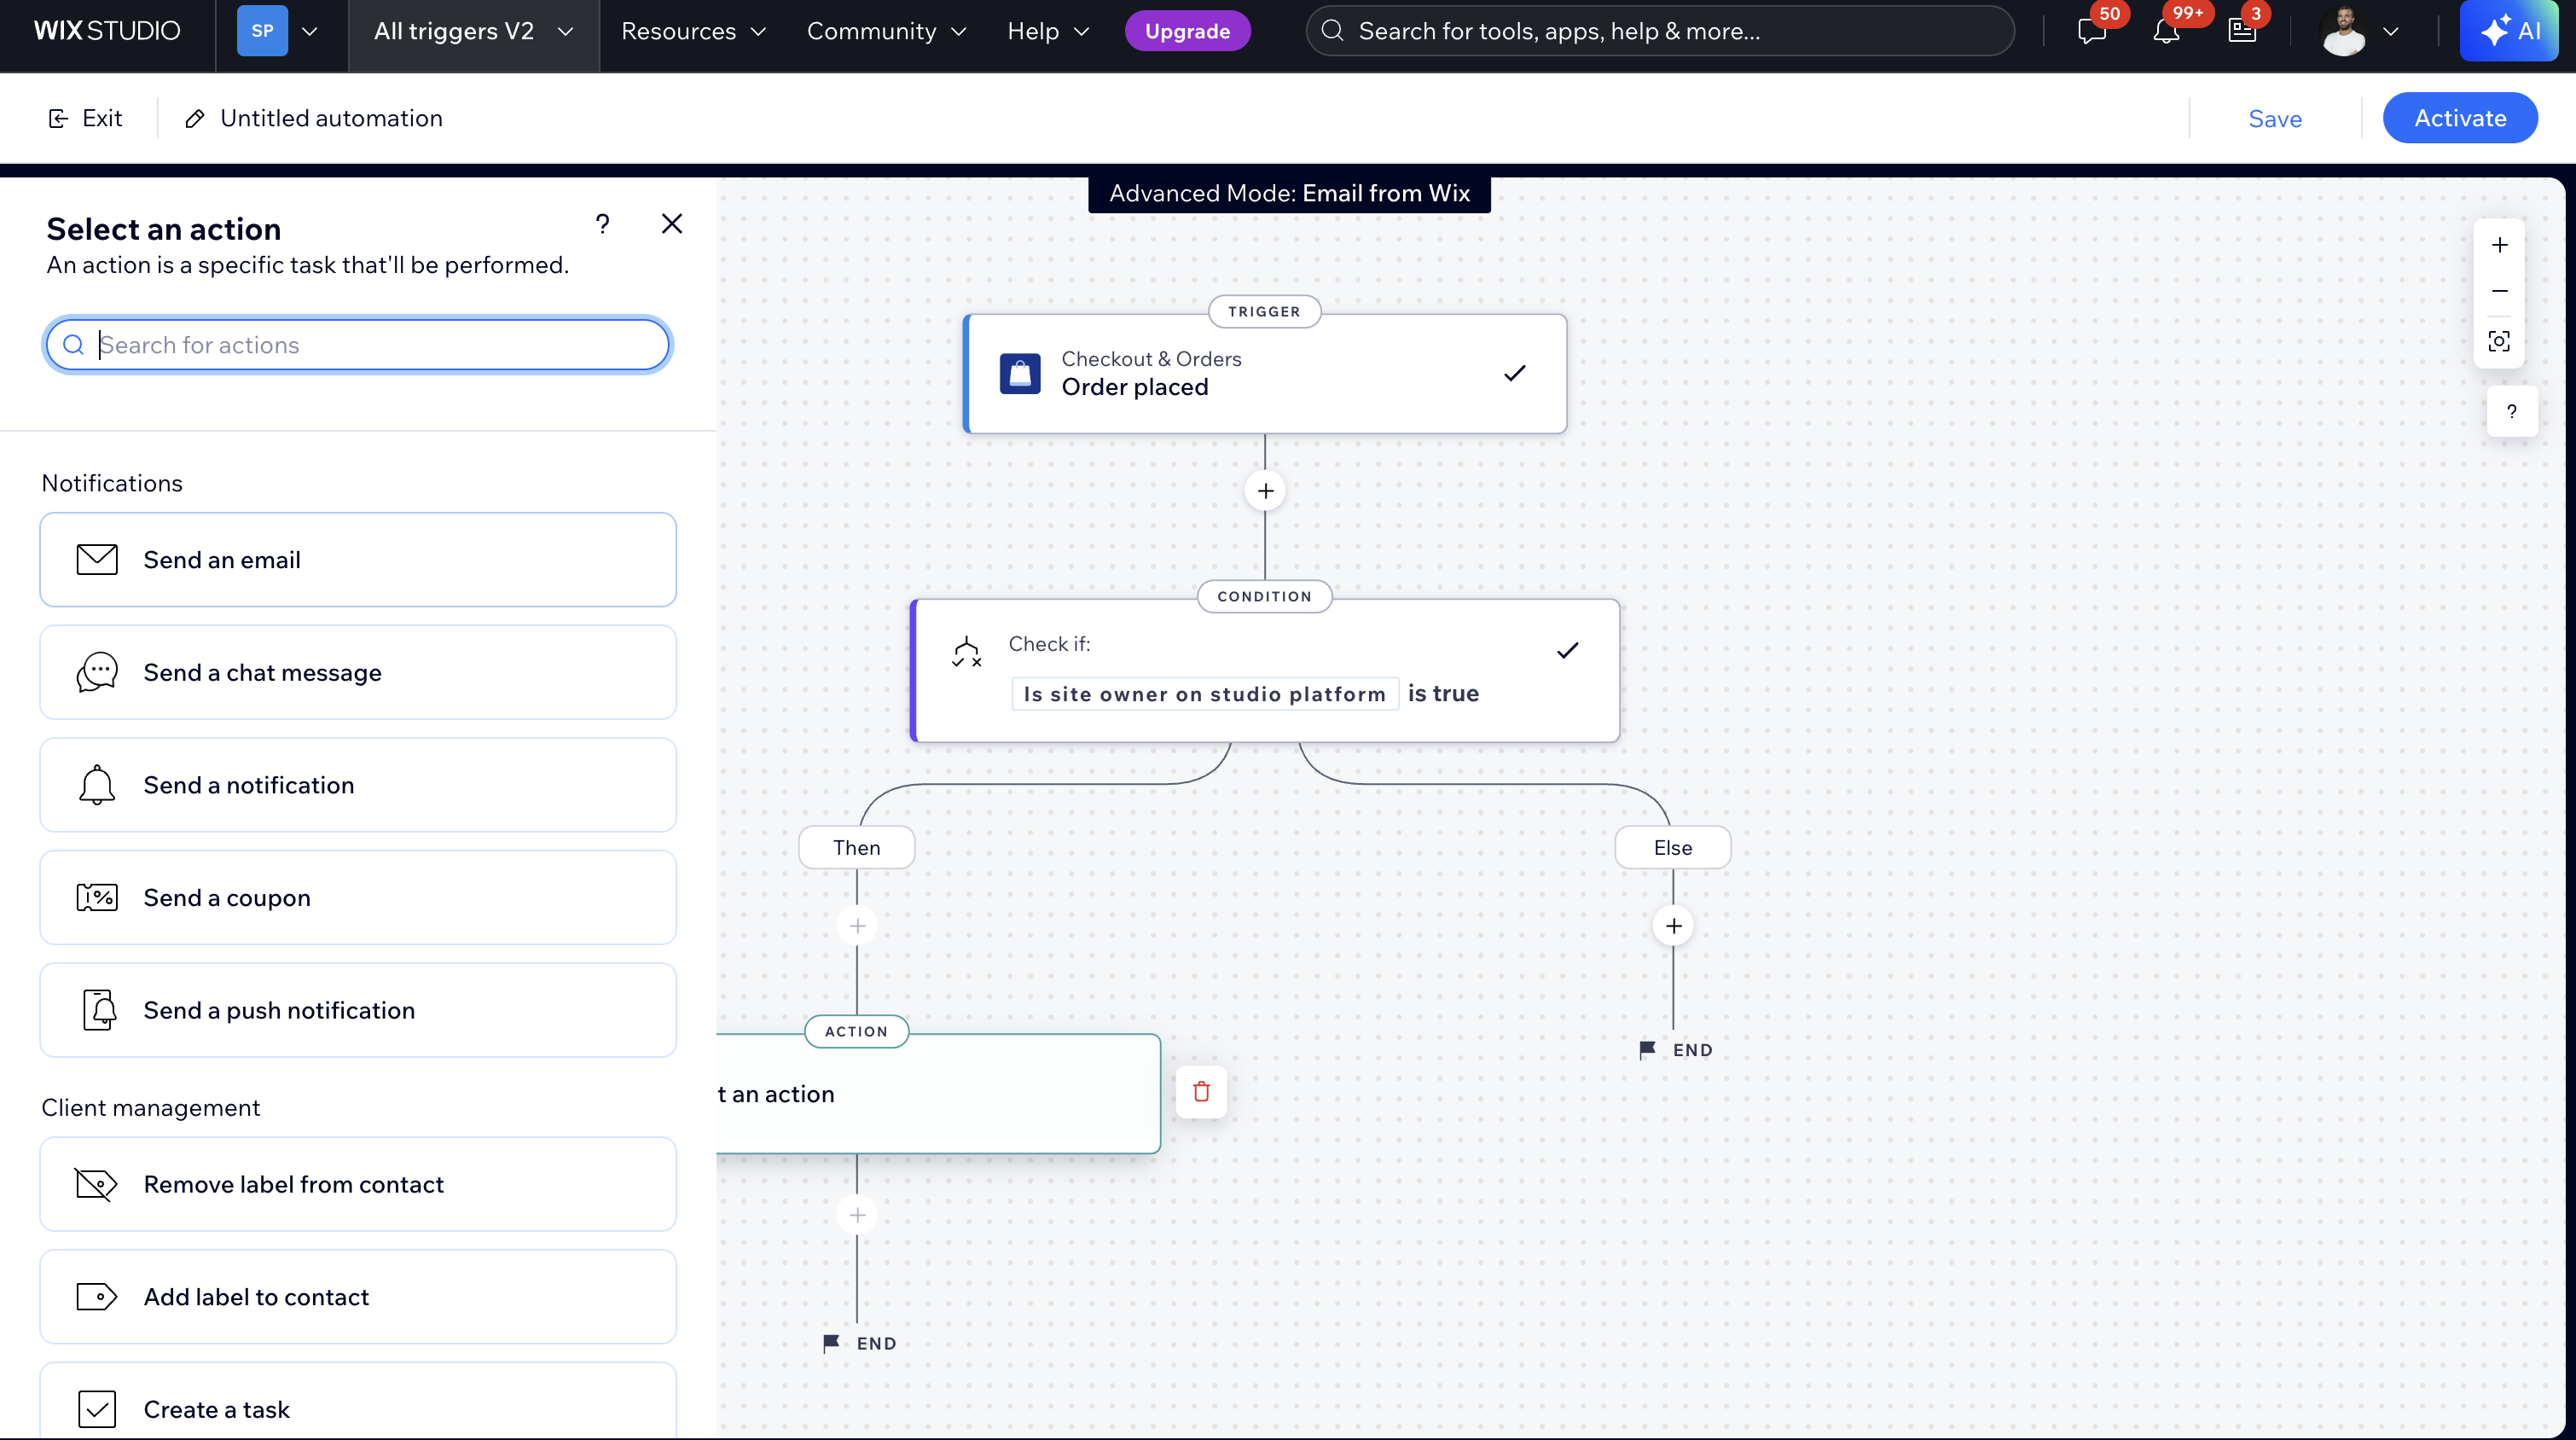 WIX STUDIO
SP
All triggers V2
Resources
Community
Help
Upgrade
Search for tools, apps, help & more...
50
99+
3
AI
Exit
Untitled automation
Save
Activate
Advanced Mode: Email from Wix
Select an action
?
An action is a specific task that'll be performed.
Search for actions
Notifications
Send an email
Send a chat message
Send a notification
Send a coupon
Send a push notification
Client management
Remove label from contact
Add label to contact
Create a task
TRIGGER
Checkout & Orders
Order placed
CONDITION
Check if:
Is site owner on studio platform is true
Then
Else
ACTION
t an action
END
END
?